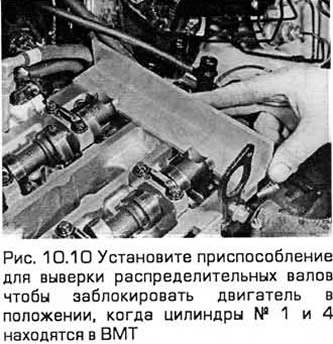 Рис. 10.10 Установите приспособление
для выверки распределительных валов
чтобы заблокировать двигатель в
положении, когда цилиндры № 1 и 4
находятся в ВМТ